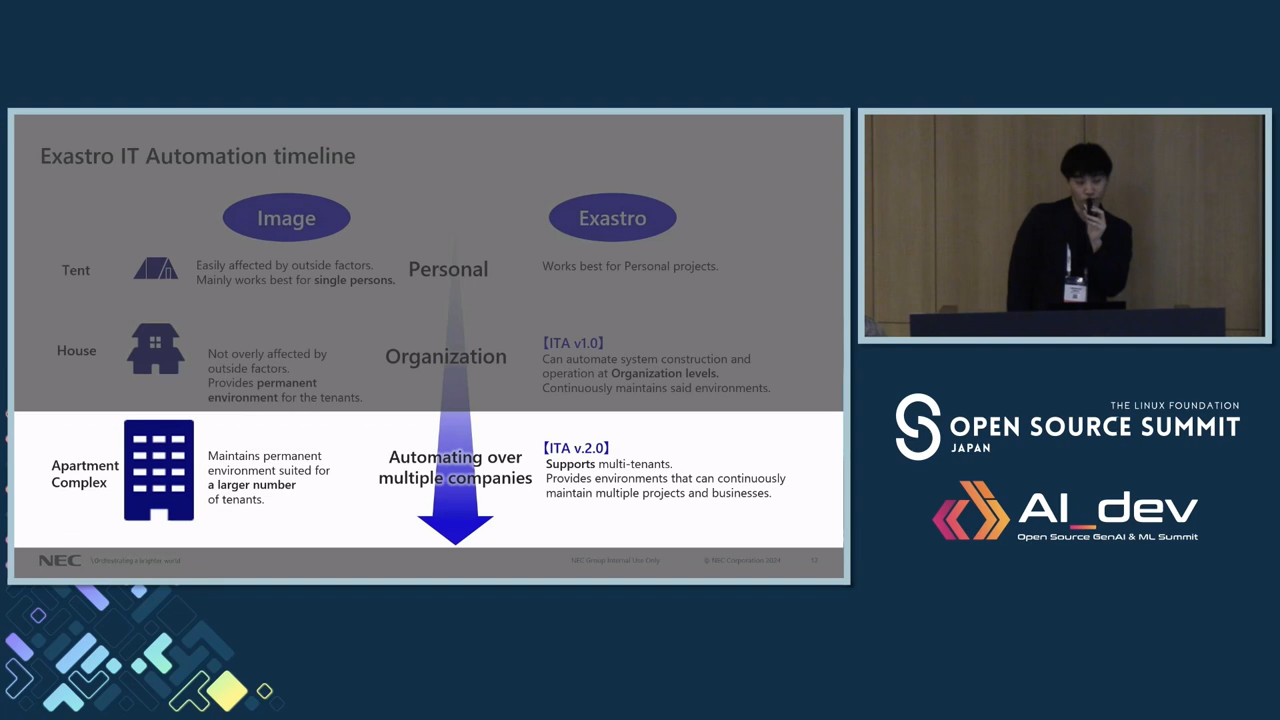 Exastro IT Automation timeline
Image
Exastro
Tent
Easily affected by outside factors.
Mainly works best for single persons.
Personal
Works best for Personal projects.
House
Not overly affected by
outside factors.
Provides permanent
environment for the tenants.
Organization
【ITA v1.0】
Can automate system construction and
operation at Organization levels.
Continuously maintains said environments.
Apartment
Complex
Maintains permanent
environment suited for
a larger number
of tenants.
Automating over
multiple companies
【ITA v.2.0】
Supports multi-tenants.
Provides environments that can continuously
maintain multiple projects and businesses.
NEC
\Orchestrating a brighter world
NEC Group Internal Use Only
© NEC Corporation 2024
12
THE LINUX FOUNDATION
OPEN SOURCE SUMMIT
JAPAN
AI_dev
Open Source GenAI & ML Summit